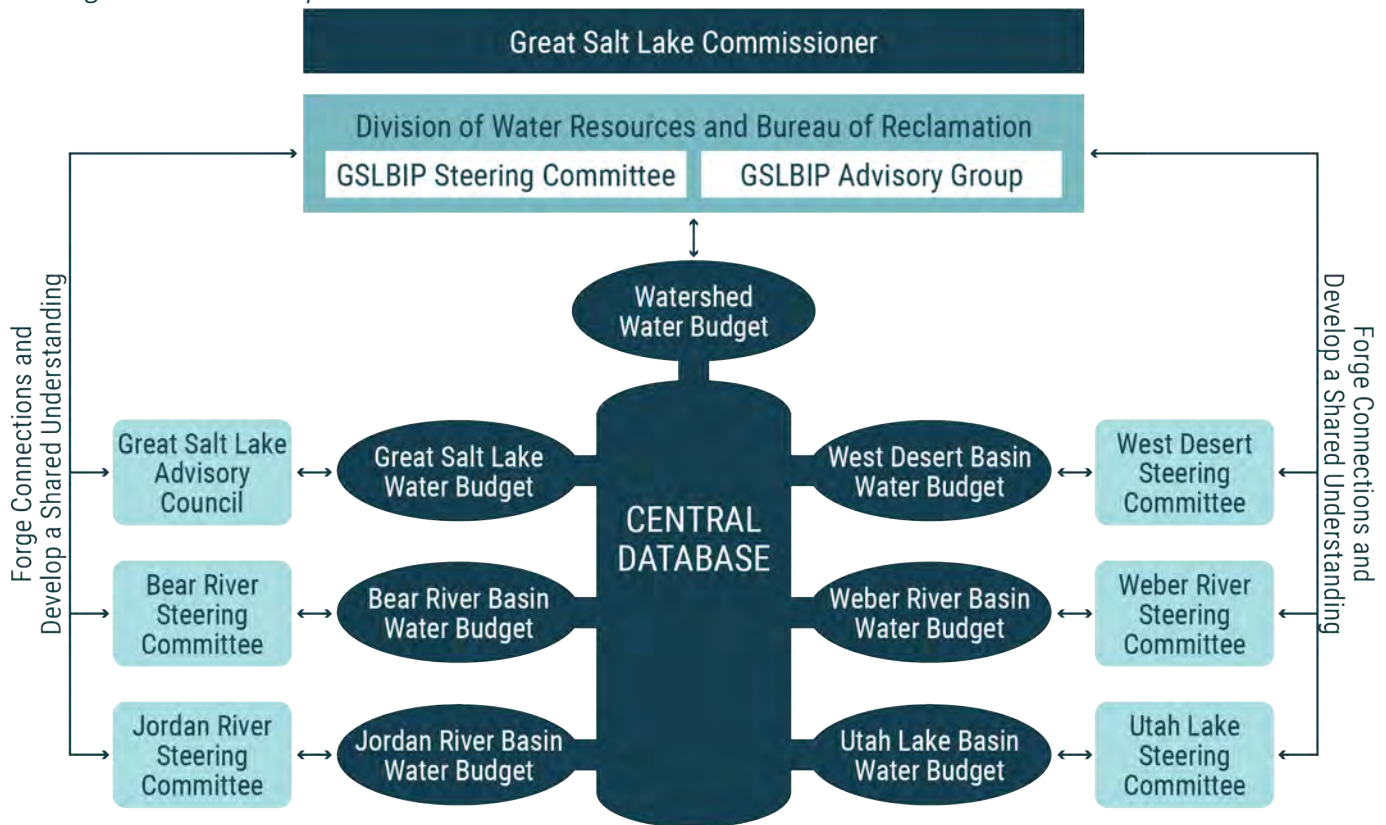 Great Salt Lake Commissioner
Division of Water Resources and Bureau of Reclamation
GSLBIP Steering Committee
GSLBIP Advisory Group
Watershed
Water Budget
Forge Connections and
Develop a Shared Understanding
Great Salt Lake
Advisory
Council
Great Salt Lake
Water Budget
Bear River
Steering
Committee
Bear River Basin
Water Budget
Jordan River
Steering
Committee
Jordan River Basin
Water Budget
CENTRAL
DATABASE
West Desert Basin
Water Budget
West Desert
Steering
Committee
Weber River Basin
Water Budget
Weber River
Steering
Committee
Utah Lake Basin
Water Budget
Utah Lake
Steering
Committee
Forge Connections and
Develop a Shared Understanding